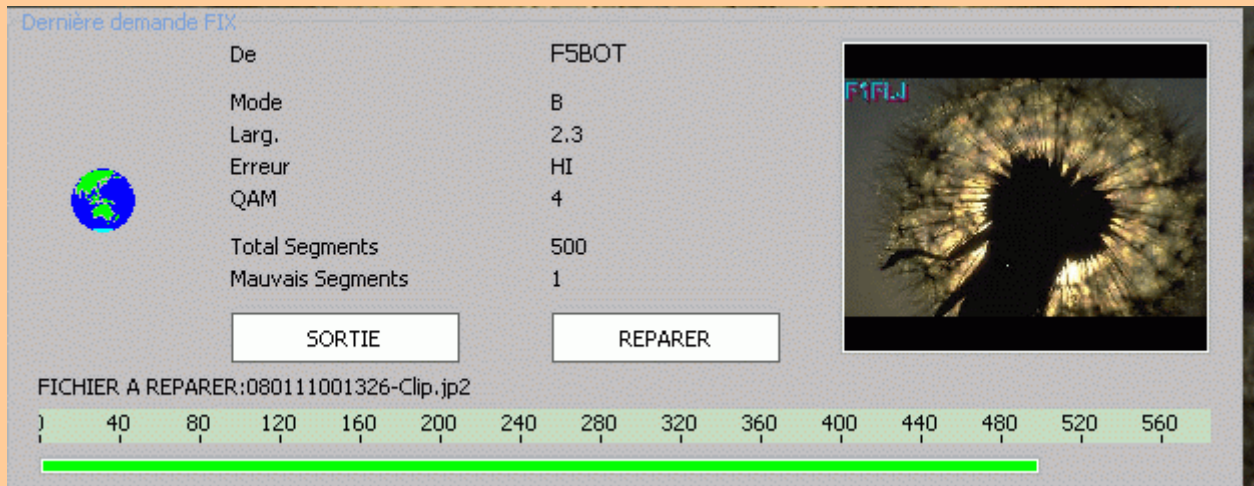 Dernière demande FIX
De F5BOT
Mode B
Larg. 2.3
Erreur HI
QAM 4
Total Segments 500
Mauvais Segments 1
SORTIE REPARER
F1FLJ
FICHIER A REPARER:080111001326-Clip.jp2
40 80 120 160 200 240 280 320 360 400 440 480 520 560